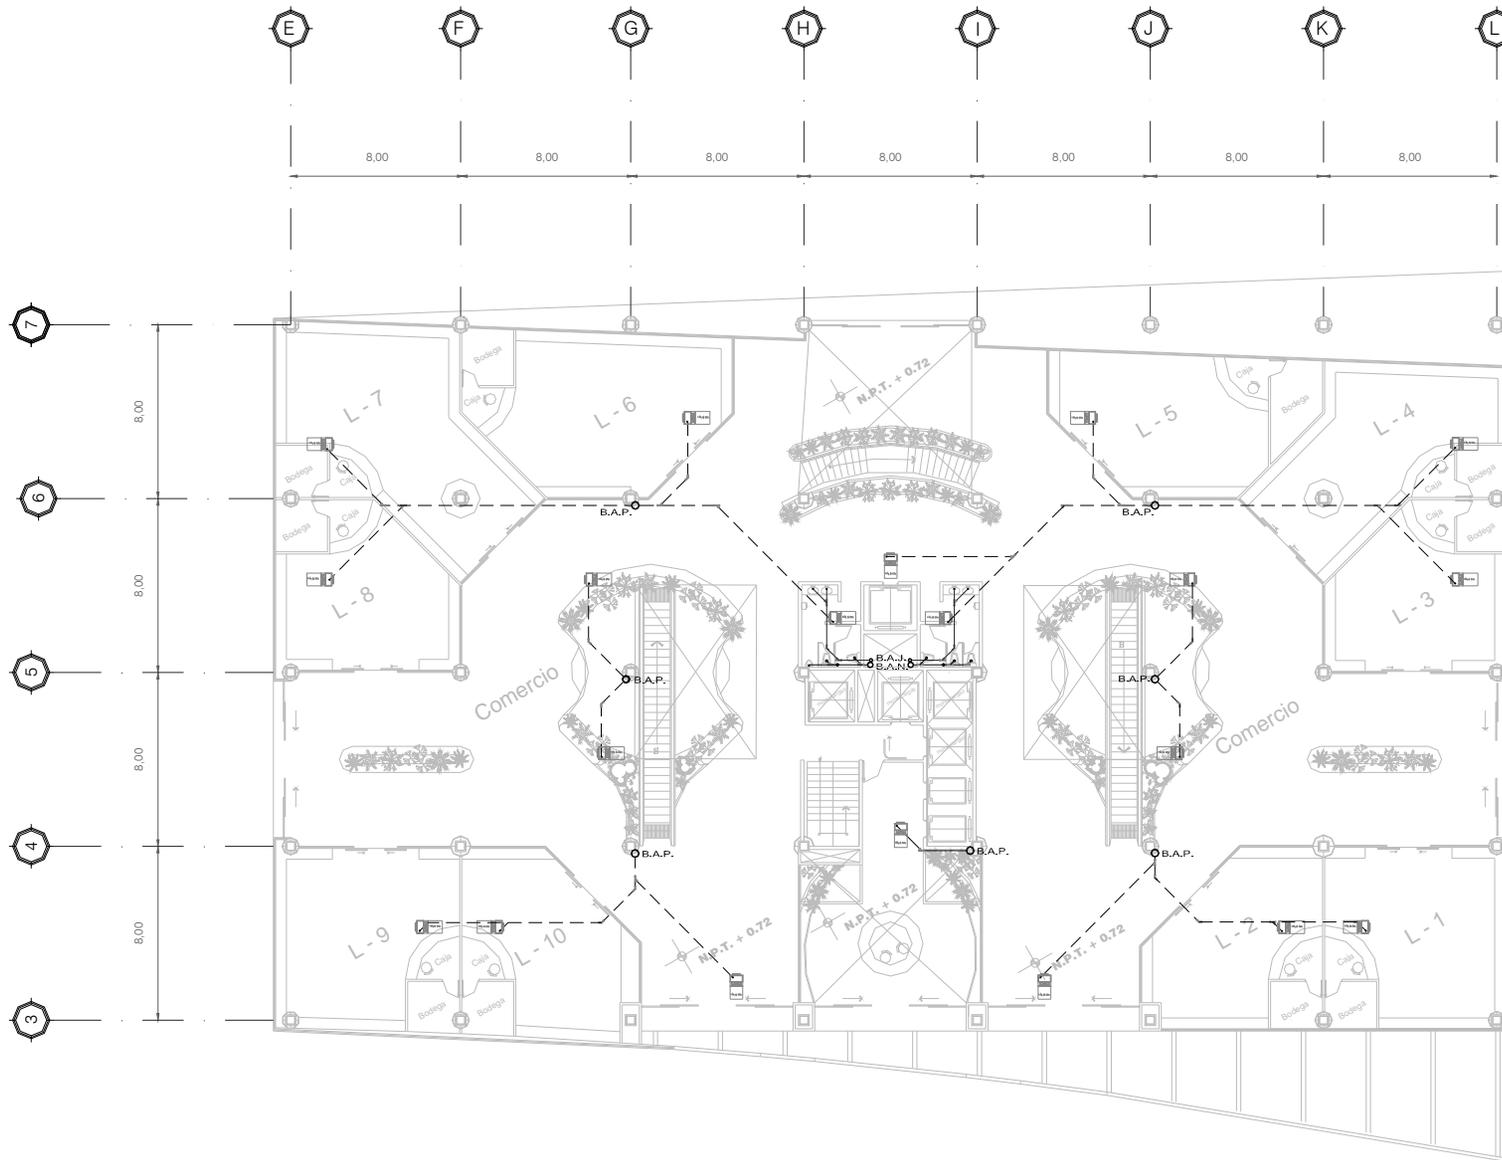 E F G H I J K L
8,00 8,00 8,00 8,00 8,00 8,00 8,00
7
Bodega
Caja
Caja
Bodega
N.P.T. + 0.72
L - 7
L - 6
L - 5
L - 4
8,00
Bodega
Caja
Caja
Bodega
6
B.A.P.
B.A.P.
Bodega
Caja
Caja
Bodega
8,00
L - 8
L - 3
B.A.J.
B.A.N.
5
B.A.P.
B.A.P.
B
Comercio
Comercio
B
8,00
4
B.A.P.
B.A.P.
B.A.P.
N.P.T. + 0.72
8,00
L - 9
L - 10
N.P.T. + 0.72
N.P.T. + 0.72
L - 2
L - 1
Caja
Caja
Caja
Caja
Bodega
Bodega
Bodega
Bodega
3